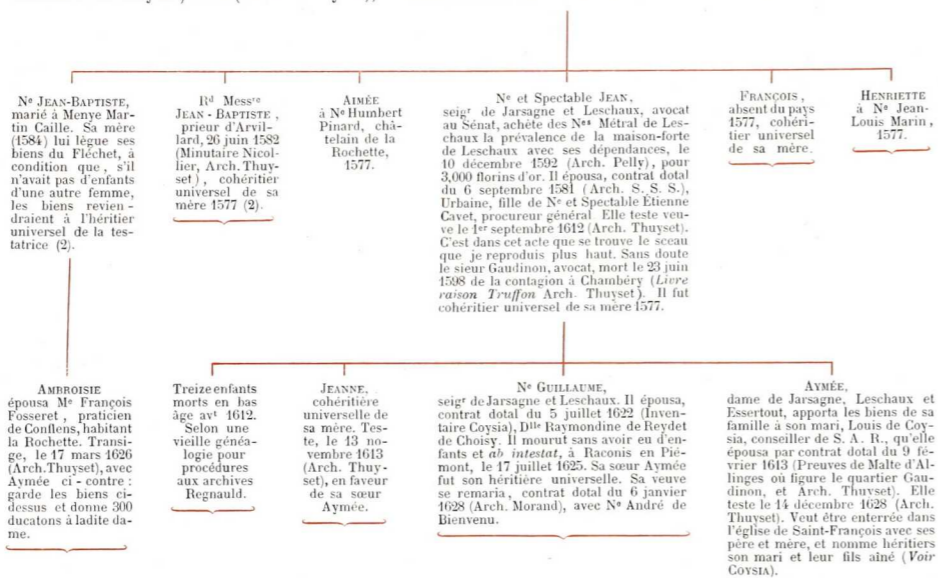 Nᵉ JEAN-BAPTISTE,
marié à Menye Mar-
tin Caille. Sa mère
(1584) lui lègue ses
biens du Fléchet, à
condition que, s'il
n'avait pas d'enfants
d'une autre femme,
les biens revien-
draient à l'héritier
universel de la tes-
tatrice (2).
Rᵈ Messʳᵉ
JEAN-BAPTISTE,
prieur d'Arvil-
lard, 26 juin 1582
(Minutaire Nicol-
lier, Arch. Thuy-
set), cohéritier
universel de sa
mère 1577 (2).
AIMÉE
à Nᵉ Humbert
Pinard, châ-
telain de la
Rochette,
1577.
Nᵉ et Spectable JEAN,
seigʳ de Jarsagne et Leschaux, avocat
au Sénat, achète des Nᵉˢ Métral de Les-
chaux la prévalence de la maison-forte
de Leschaux avec ses dépendances, le
10 décembre 1592 (Arch. Pelly), pour
3,000 florins d'or. Il épousa, contrat dotal
du 6 septembre 1581 (Arch. S. S. S.),
Urbaine, fille de Nᵉ et Spectable Etienne
Cavet, procureur général. Elle teste veu-
ve le 1ᵉʳ septembre 1612 (Arch. Thuyset).
C'est dans cet acte que se trouve le sceau
que je reproduis plus haut. Sans doute
le sieur Gaudinon, avocat, mort le 23 juin
1598 de la contagion à Chambéry (Livre
raison Truffon Arch. Thuyset). Il fut
cohéritier universel de sa mère 1577.
FRANÇOIS,
absent du pays
1577, cohéri-
tier universel
de sa mère.
HENRIETTE
à Nᵉ Jean-
Louis Marin,
1577.
AMBROISIE
épousa Mᵉ François
Fosseret, praticien
de Conflens, habitant
la Rochette. Transi-
ge, le 17 mars 1626
(Arch.Thuyset), avec
Aymée ci-contre :
garde les biens ci-
dessus et donne 300
ducatons à ladite da-
me.
Treize enfants
morts en bas
âge avᵗ 1612.
Selon une
vieille généa-
logie pour
procédures
aux archives
Regnauld.
JEANNE,
cohéritière
universelle de
sa mère. Tes-
te, le 13 no-
vembre 1613
(Arch. Thuy-
set), en faveur
de sa sœur
Aymée.
Nᵉ GUILLAUME,
seigʳ de Jarsagne et Leschaux. Il épousa,
contrat dotal du 5 juillet 1622 (Inven-
taire Coysia), Dˡˡᵉ Raymondine de Reydet
de Choisy. Il mourut sans avoir eu d'en-
fants et ab intestat, à Raconis en Pié-
mont, le 17 juillet 1625. Sa sœur Aymée
fut son héritière universelle. Sa veuve
se remaria, contrat dotal du 6 janvier
1628 (Arch. Morand), avec Nᵉ André de
Bienvenu.
AYMÉE,
dame de Jarsagne, Leschaux et
Essertout, apporta les biens de sa
famille à son mari, Louis de Coy-
sia, conseiller de S. A. R., qu'elle
épousa par contrat dotal du 9 fé-
vrier 1613 (Preuves de Malte d'Al-
linges où figure le quartier Gau-
dinon, et Arch. Thuyset). Elle
teste le 14 décembre 1628 (Arch.
Thuyset). Veut être enterrée dans
l'église de Saint-François avec ses
père et mère, et nomme héritiers
son mari et leur fils aîné (Voir
COYSIA).